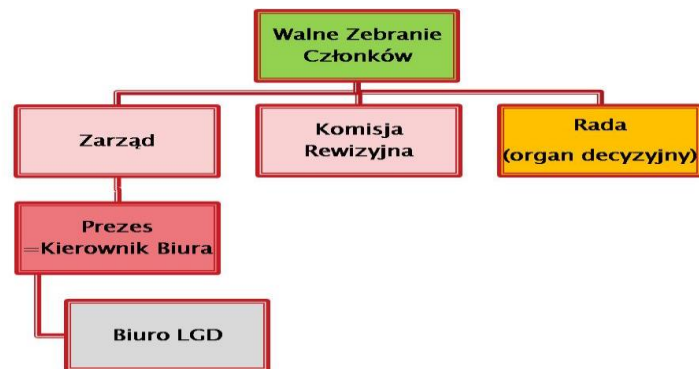 Walne Zebranie
Członków
Zarząd
Komisja
Rewizyjna
Rada
(organ decyzyjny)
Prezes
=Kierownik Biura
Biuro LGD